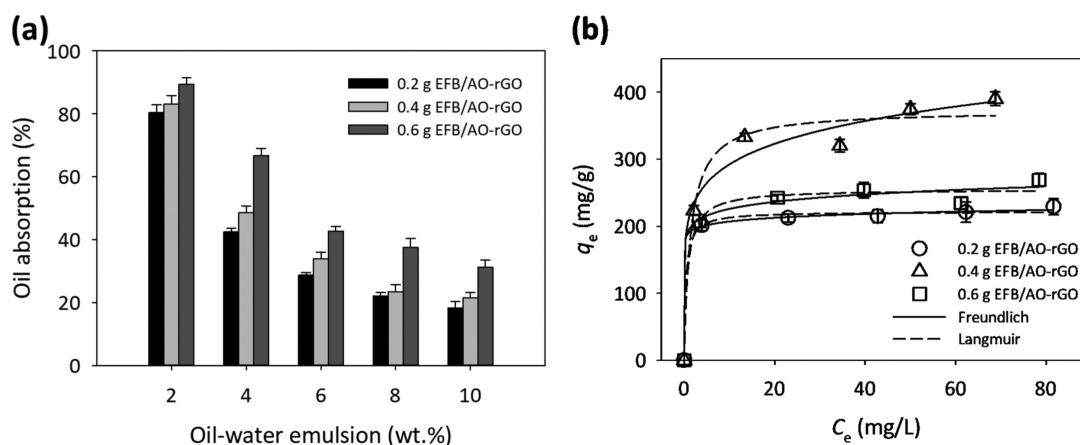 (a)
100
80
60
40
20
0
Oil absorption (%)
0.2 g EFB/AO-rGO
0.4 g EFB/AO-rGO
0.6 g EFB/AO-rGO
2 4 6 8 10
Oil-water emulsion (wt.%)
(b)
400
300
200
100
0
qe (mg/g)
0.2 g EFB/AO-rGO
0.4 g EFB/AO-rGO
0.6 g EFB/AO-rGO
Freundlich
Langmuir
0 20 40 60 80
Ce (mg/L)